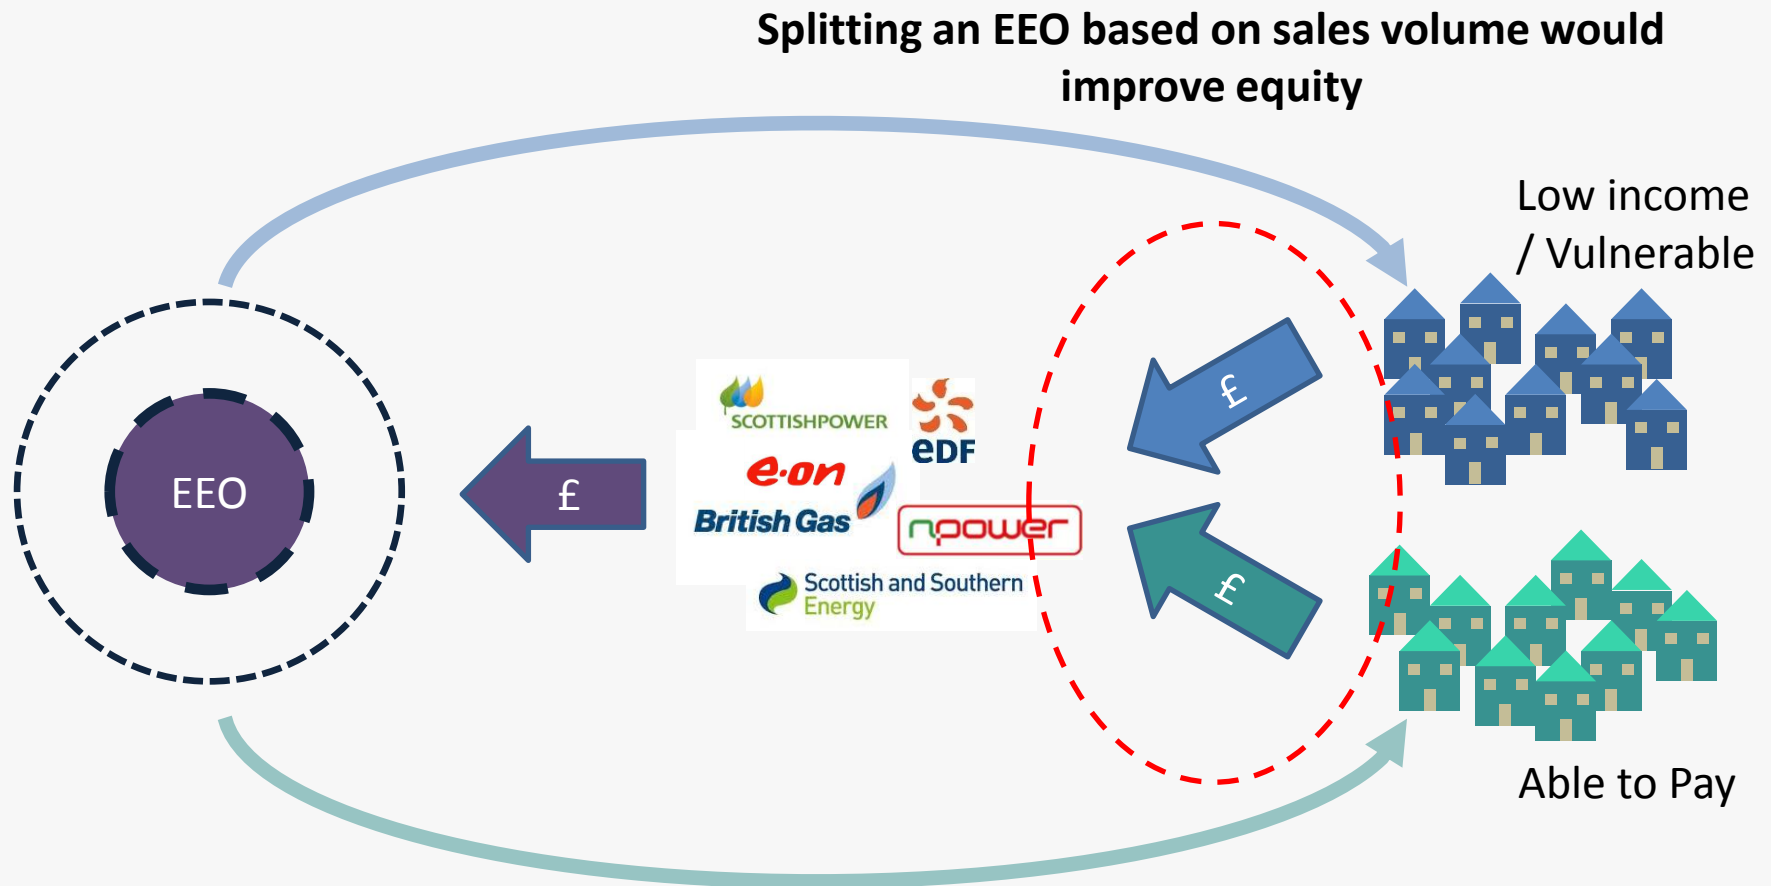 Splitting an EEO based on sales volume would
improve equity
Low income
/ Vulnerable
£
SCOTTISHPOWER
eDF
e·on
EEO
£
British Gas
npower
£
Scottish and Southern
Energy
Able to Pay